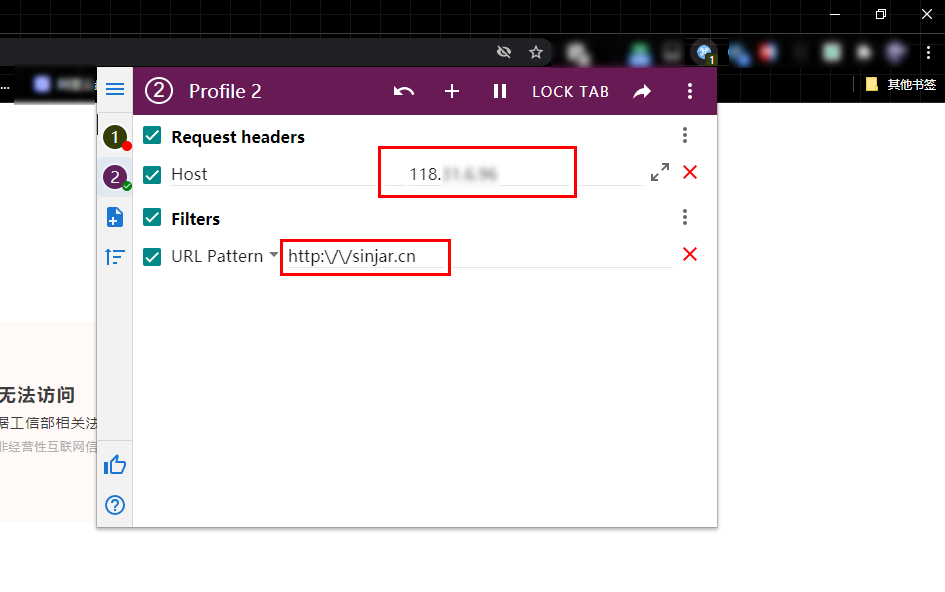 1
其他书签
2 Profile 2
LOCK TAB
1
Request headers
2
Host
118.
Filters
URL Pattern
http:\/\/sinjar.cn
无法访问
据工信部相关法
非经营性互联网信